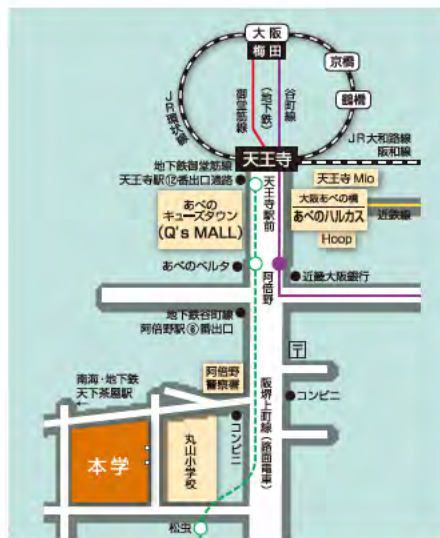 大阪
梅田
京橋
鶴橋
JR環状線
御堂筋線
(地下鉄)
谷町線
天王寺
JR大和路線
阪和線
地下鉄御堂筋線
天王寺駅⑫番出口通路
天王寺駅前
天王寺 Mio
あべの
キューズタウン
(Q's MALL)
大阪あべの橋
あべのハルカス
近鉄線
Hoop
あべのベルタ
阿倍野
近畿大阪銀行
地下鉄谷町線
阿倍野駅⑥番出口
〒
南海・地下鉄
天下茶屋駅
阿倍野
警察署
コンビニ
コンビニ
阪堺上町線(路面電車)
本学
丸山小学校
松虫